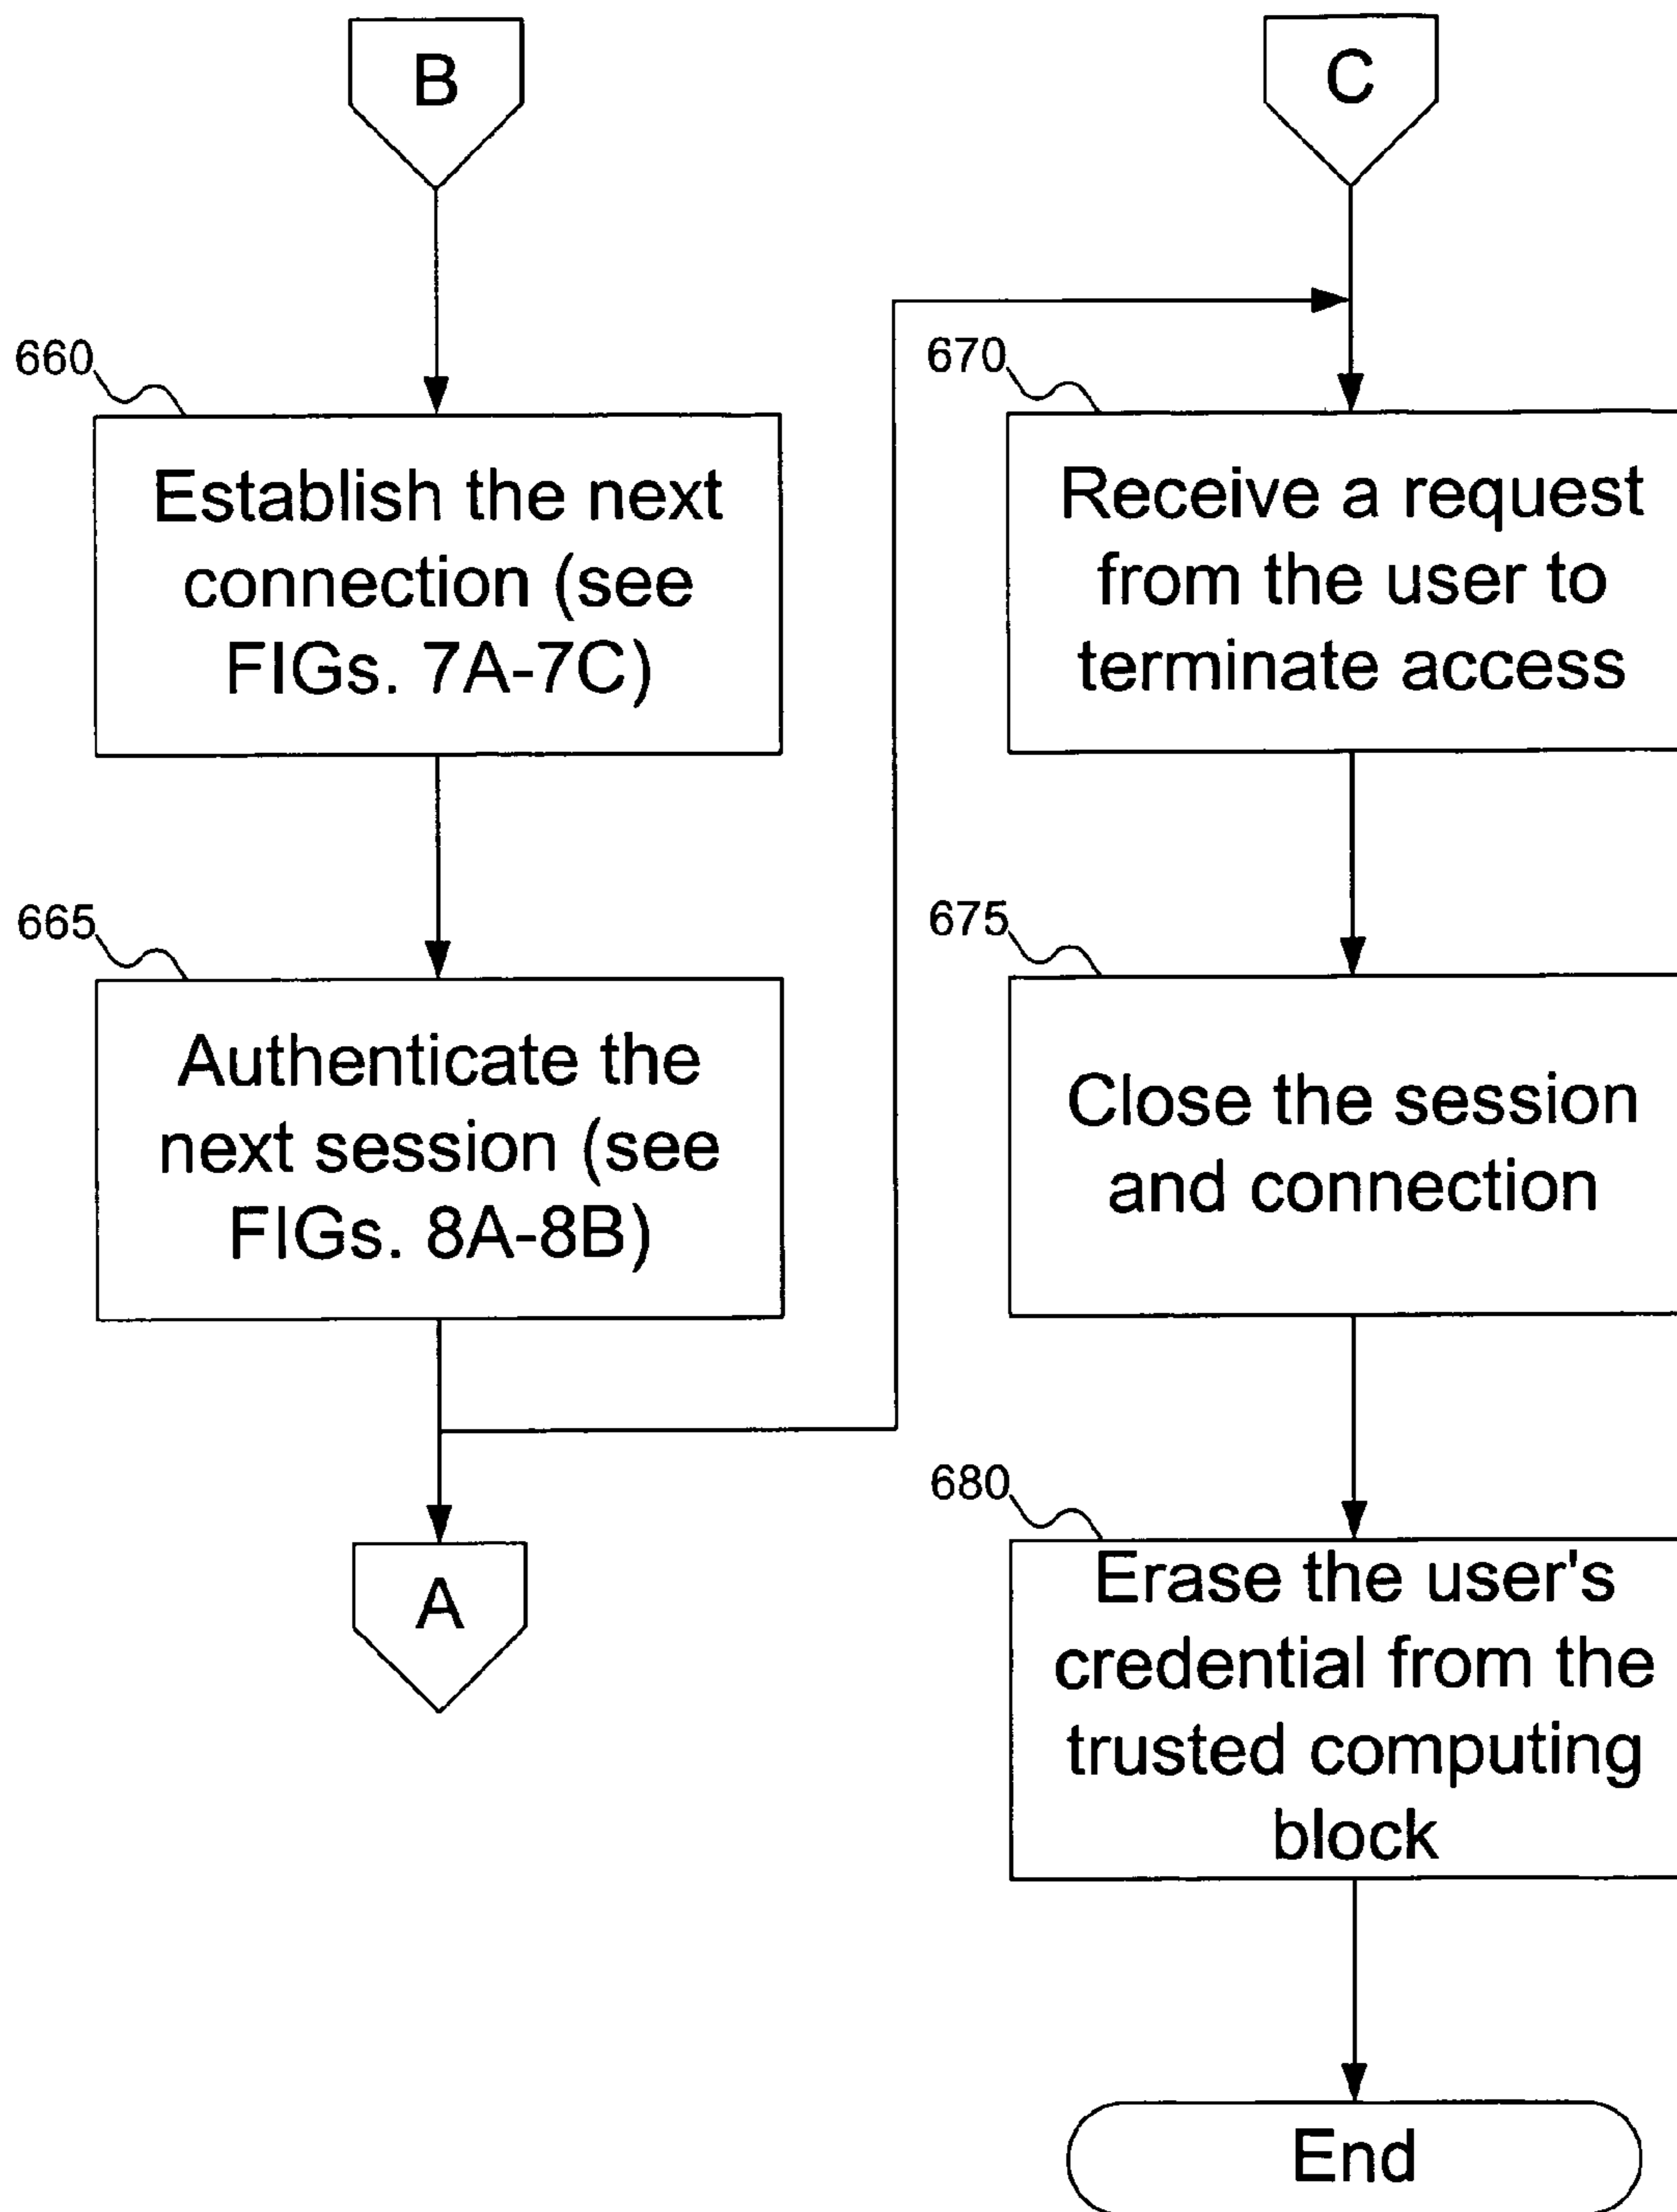 B
660
Establish the next
connection (see
FIGs. 7A-7C)
665
Authenticate the
next session (see
FIGs. 8A-8B)
A
C
670
Receive a request
from the user to
terminate access
675
Close the session
and connection
680
Erase the user's
credential from the
trusted computing
block
End